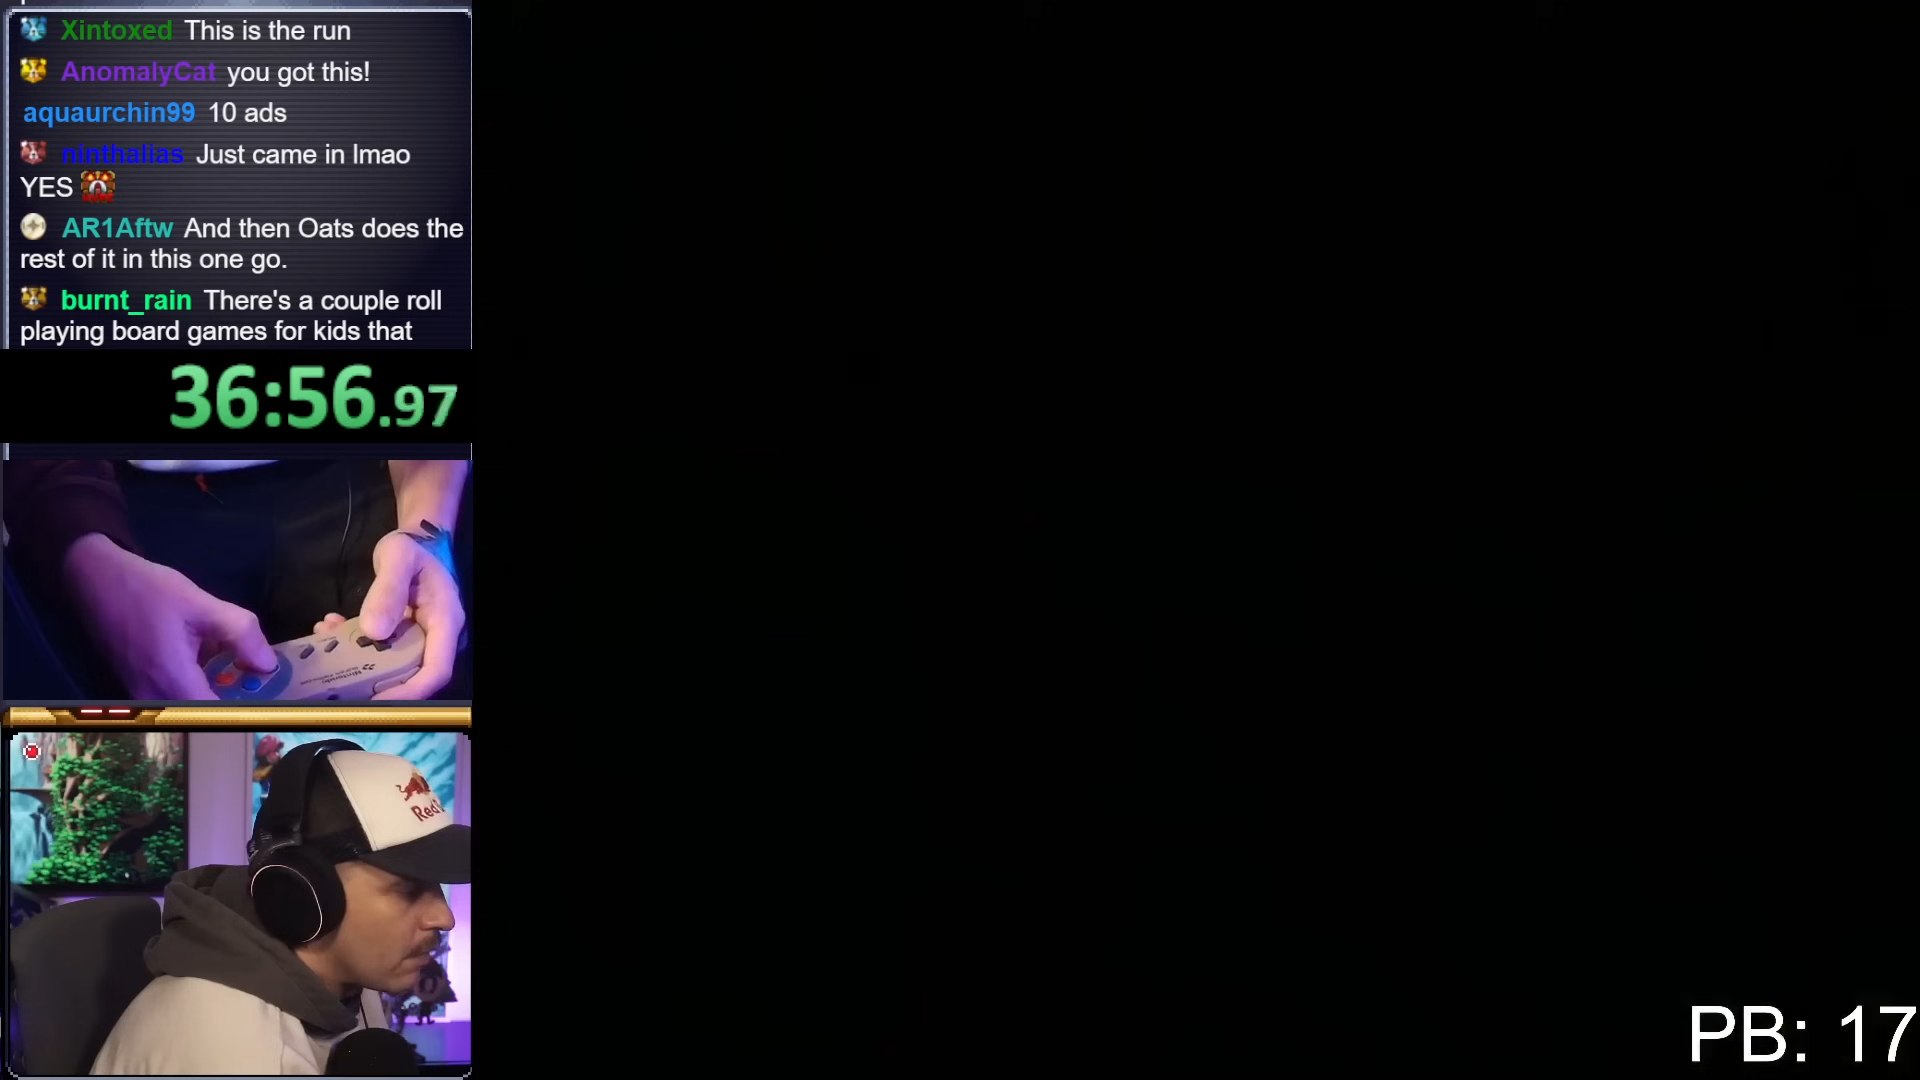 Xintoxed This is the run
AnomalyCat you got this!
aquaurchin99 10 ads
ninthalias Just came in lmao
YES
AR1Aftw And then Oats does the
rest of it in this one go.
burnt_rain There's a couple roll
playing board games for kids that
36:56.97
Nintendo
Red
PB: 17